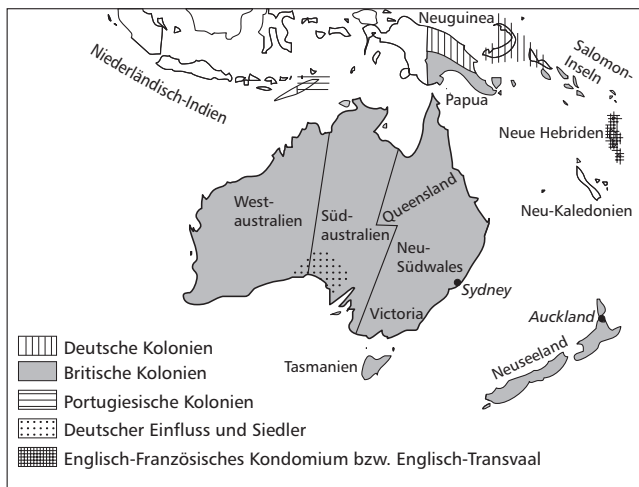 Neuguinea
Salomon-
Inseln
Niederländisch-Indien
Papua
Neue Hebriden
Neu-Kaledonien
Queensland
West-
australien
Süd-
australien
Neu-
Südwales
Sydney
Victoria
Auckland
Neuseeland
Tasmanien
Deutsche Kolonien
Britische Kolonien
Portugiesische Kolonien
Deutscher Einfluss und Siedler
Englisch-Französisches Kondomium bzw. Englisch-Transvaal